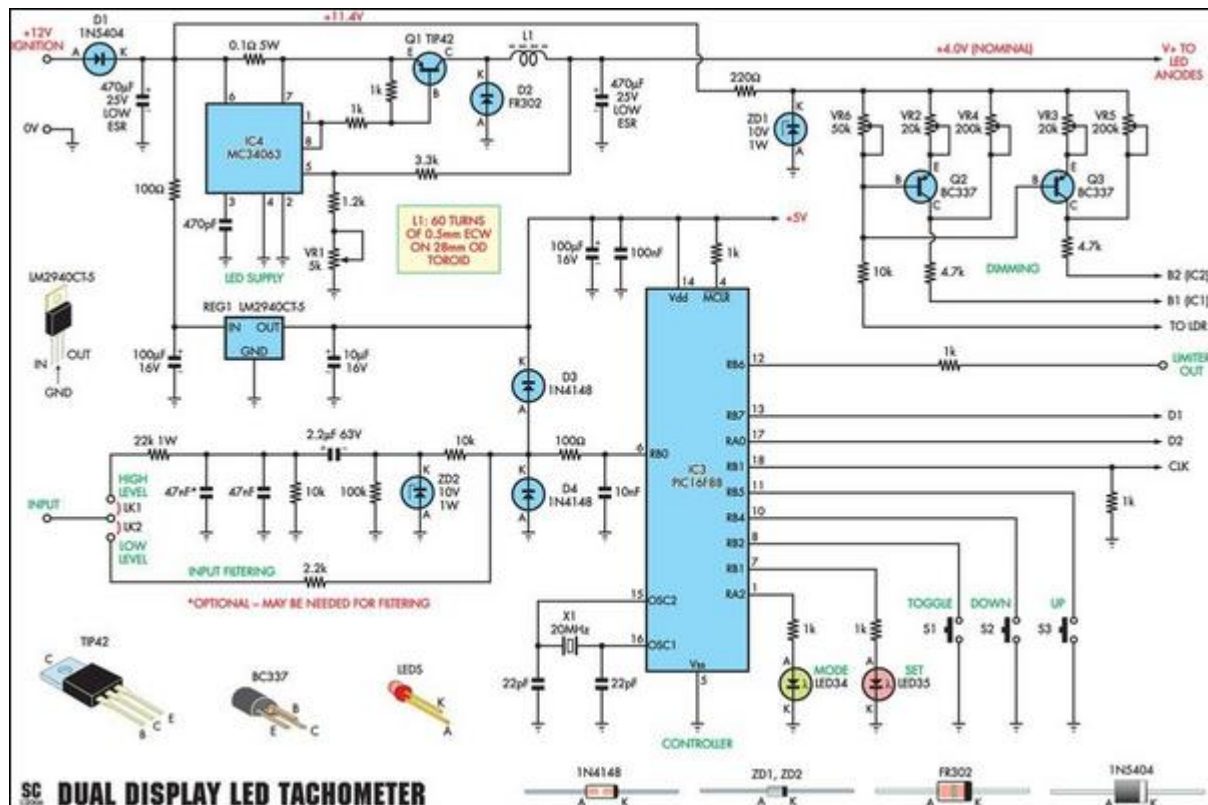 D1
1N5404
+12V
IGNITION
A
K
+11.4V
0.1Ω 5W
Q1 TIP42
E
C
B
L1
+4.0V (NOMINAL)
V+ TO
LED
ANODES
470µF
25V
LOW
ESR
0V
6
7
1
8
5
3
4
2
IC4
MC34063
1k
1k
K
D2
FR302
A
470µF
25V
LOW
ESR
220Ω
K
ZD1
10V
1W
A
VR6
50k
VR2
20k
VR4
200k
VR3
20k
VR5
200k
E
B
Q2
BC337
C
E
B
Q3
BC337
C
3.3k
100Ω
470pF
1.2k
VR1
5k
LED SUPPLY
L1: 60 TURNS
OF 0.5mm ECW
ON 28mm OD
TOROID
+5V
100µF
16V
100nF
1k
10k
4.7k
4.7k
DIMMING
B2 (IC2)
B1 (IC1)
TO LDR
LM2940CT-5
IN
OUT
GND
REG1 LM2940CT-5
IN
OUT
GND
100µF
16V
10µF
16V
14
4
Vdd
MCLR
K
D3
1N4148
A
RB6
12
1k
LIMITER
OUT
RB7
13
D1
RA0
17
D2
RB1
18
CLK
RB5
11
RB4
10
RB2
8
RB1
7
RA2
1
1k
22k 1W
2.2µF 63V
10k
100Ω
6
RB0
IC3
PIC16F88
HIGH
LEVEL
INPUT
LK1
LK2
LOW
LEVEL
47nF*
47nF
10k
100k
K
ZD2
10V
1W
A
K
D4
1N4148
A
10nF
INPUT FILTERING
2.2k
*OPTIONAL – MAY BE NEEDED FOR FILTERING
15
OSC2
X1
20MHz
16
OSC1
22pF
22pF
Vss
5
TOGGLE
DOWN
UP
S1
S2
S3
1k
1k
A
MODE
LED34
K
A
SET
LED35
K
CONTROLLER
TIP42
C
B
C
E
BC337
B
E
C
LEDS
K
A
SC
DUAL DISPLAY LED TACHOMETER
1N4148
A
K
ZD1, ZD2
A
K
FR302
A
K
1N5404
A
K